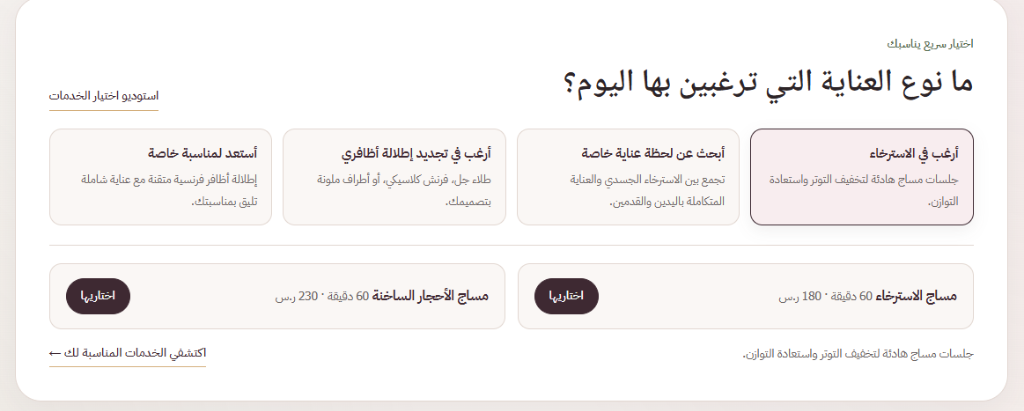 اختيار سريع يناسبك
ما نوع العناية التي ترغبين بها اليوم؟
استوديو اختيار الخدمات
أرغب في الاسترخاء
جلسات مساج هادئة لتخفيف التوتر واستعادة
التوازن.
أبحث عن لحظة عناية خاصة
تجمع بين الاسترخاء الجسدي والعناية
المتكاملة باليدين والقدمين.
أرغب في تجديد إطلالة أظافري
طلاء جل، فرنش كلاسيكي، أو أطراف ملونة
بتصميمك.
أستعد لمناسبة خاصة
إطلالة أظافر فرنسية متقنة مع عناية شاملة
تليق بمناسبتك.
مساج الاسترخاء 60 دقيقة · 180 ر.س
اختاريها
مساج الأحجار الساخنة 60 دقيقة · 230 ر.س
اختاريها
جلسات مساج هادئة لتخفيف التوتر واستعادة التوازن.
اكتشفي الخدمات المناسبة لك ←